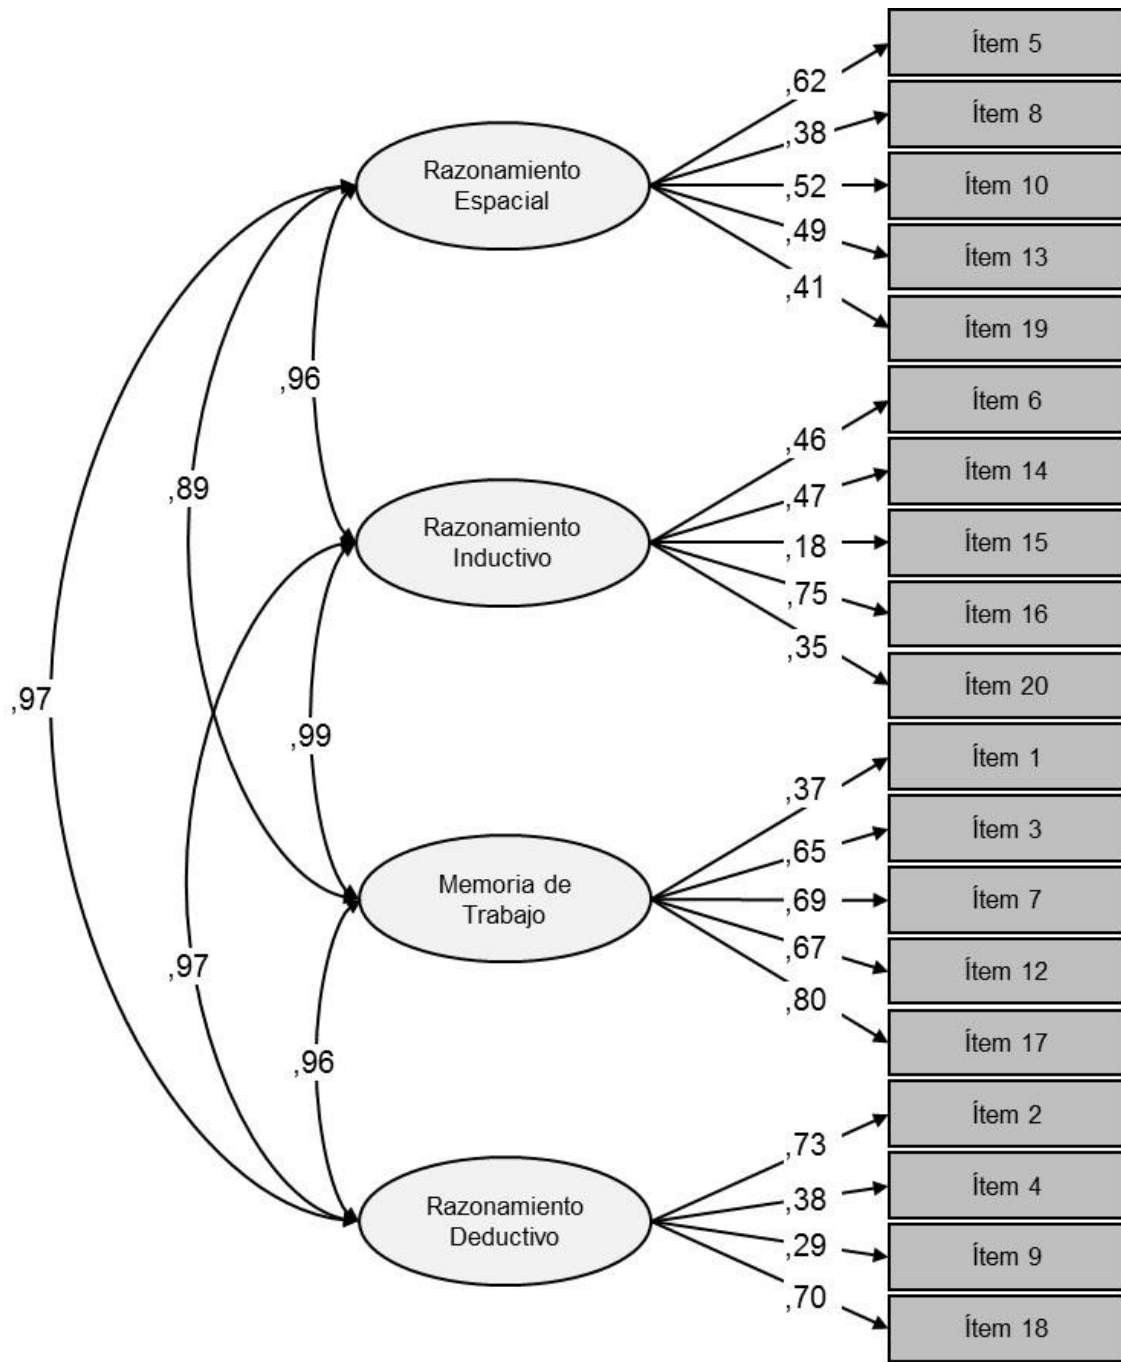 Ítem 5
,62
Ítem 8
,38
Razonamiento
Espacial
,52
Ítem 10
,49
Ítem 13
,41
Ítem 19
,96
Ítem 6
,46
,89
Ítem 14
,47
Razonamiento
Inductivo
,18
Ítem 15
,75
Ítem 16
,35
Ítem 20
,97
,99
Ítem 1
,37
Ítem 3
,65
Memoria de
Trabajo
,69
Ítem 7
,67
Ítem 12
,97
,80
Ítem 17
,96
Ítem 2
,73
Ítem 4
,38
Razonamiento
Deductivo
,29
Ítem 9
,70
Ítem 18